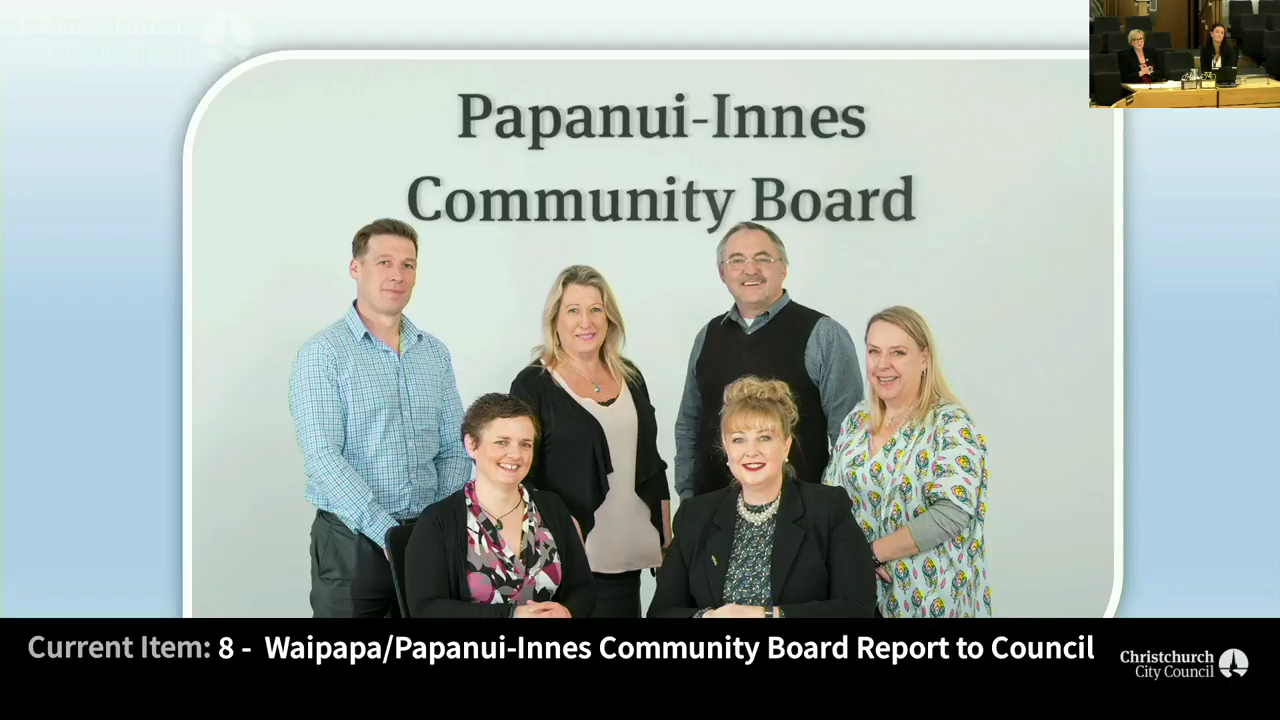 Papanui-Innes
Community Board
Current Item: 8 - Waipapa/Papanui-Innes Community Board Report to Council
Christchurch
City Council